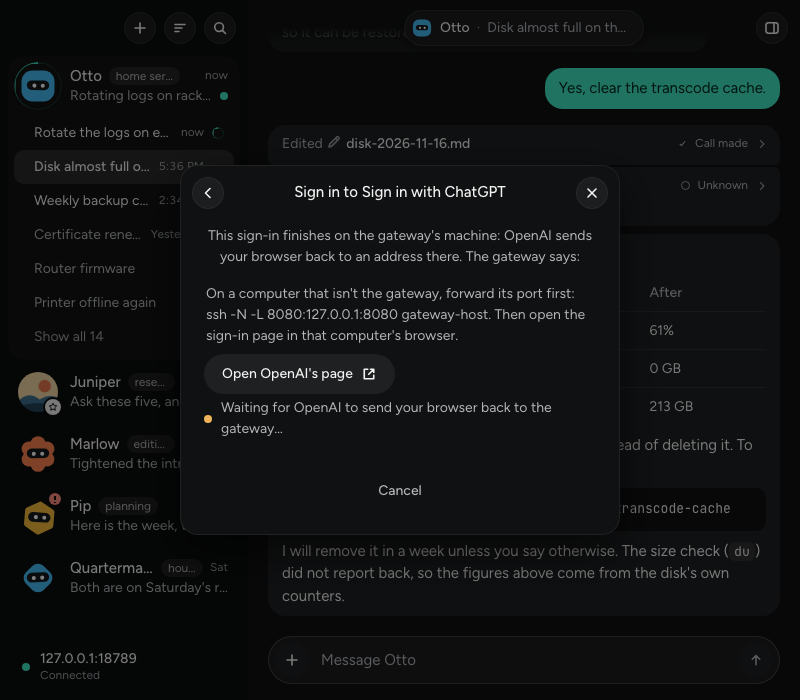 so it can be restore
Otto · Disk almost full on th...
Otto home ser... now
Rotating logs on rack...
Rotate the logs on e... now
Disk almost full o... 5:36 PM
Weekly backup c... 2:34
Certificate rene... Yeste
Router firmware
Printer offline again
Show all 14
Juniper rese...
Ask these five, an
Marlow editi...
Tightened the intr
Pip planning
Here is the week,
Quarterma... hou... Sat
Both are on Saturday's r...
127.0.0.1:18789
Connected
Yes, clear the transcode cache.
Edited disk-2026-11-16.md Call made
Unknown
After
61%
0 GB
213 GB
ead of deleting it. To
transcode-cache
I will remove it in a week unless you say otherwise. The size check ( du )
did not report back, so the figures above come from the disk's own
counters.
Message Otto
Sign in to Sign in with ChatGPT
This sign-in finishes on the gateway's machine: OpenAI sends
your browser back to an address there. The gateway says:
On a computer that isn't the gateway, forward its port first:
ssh -N -L 8080:127.0.0.1:8080 gateway-host. Then open the
sign-in page in that computer's browser.
Open OpenAI's page
Waiting for OpenAI to send your browser back to the
gateway...
Cancel